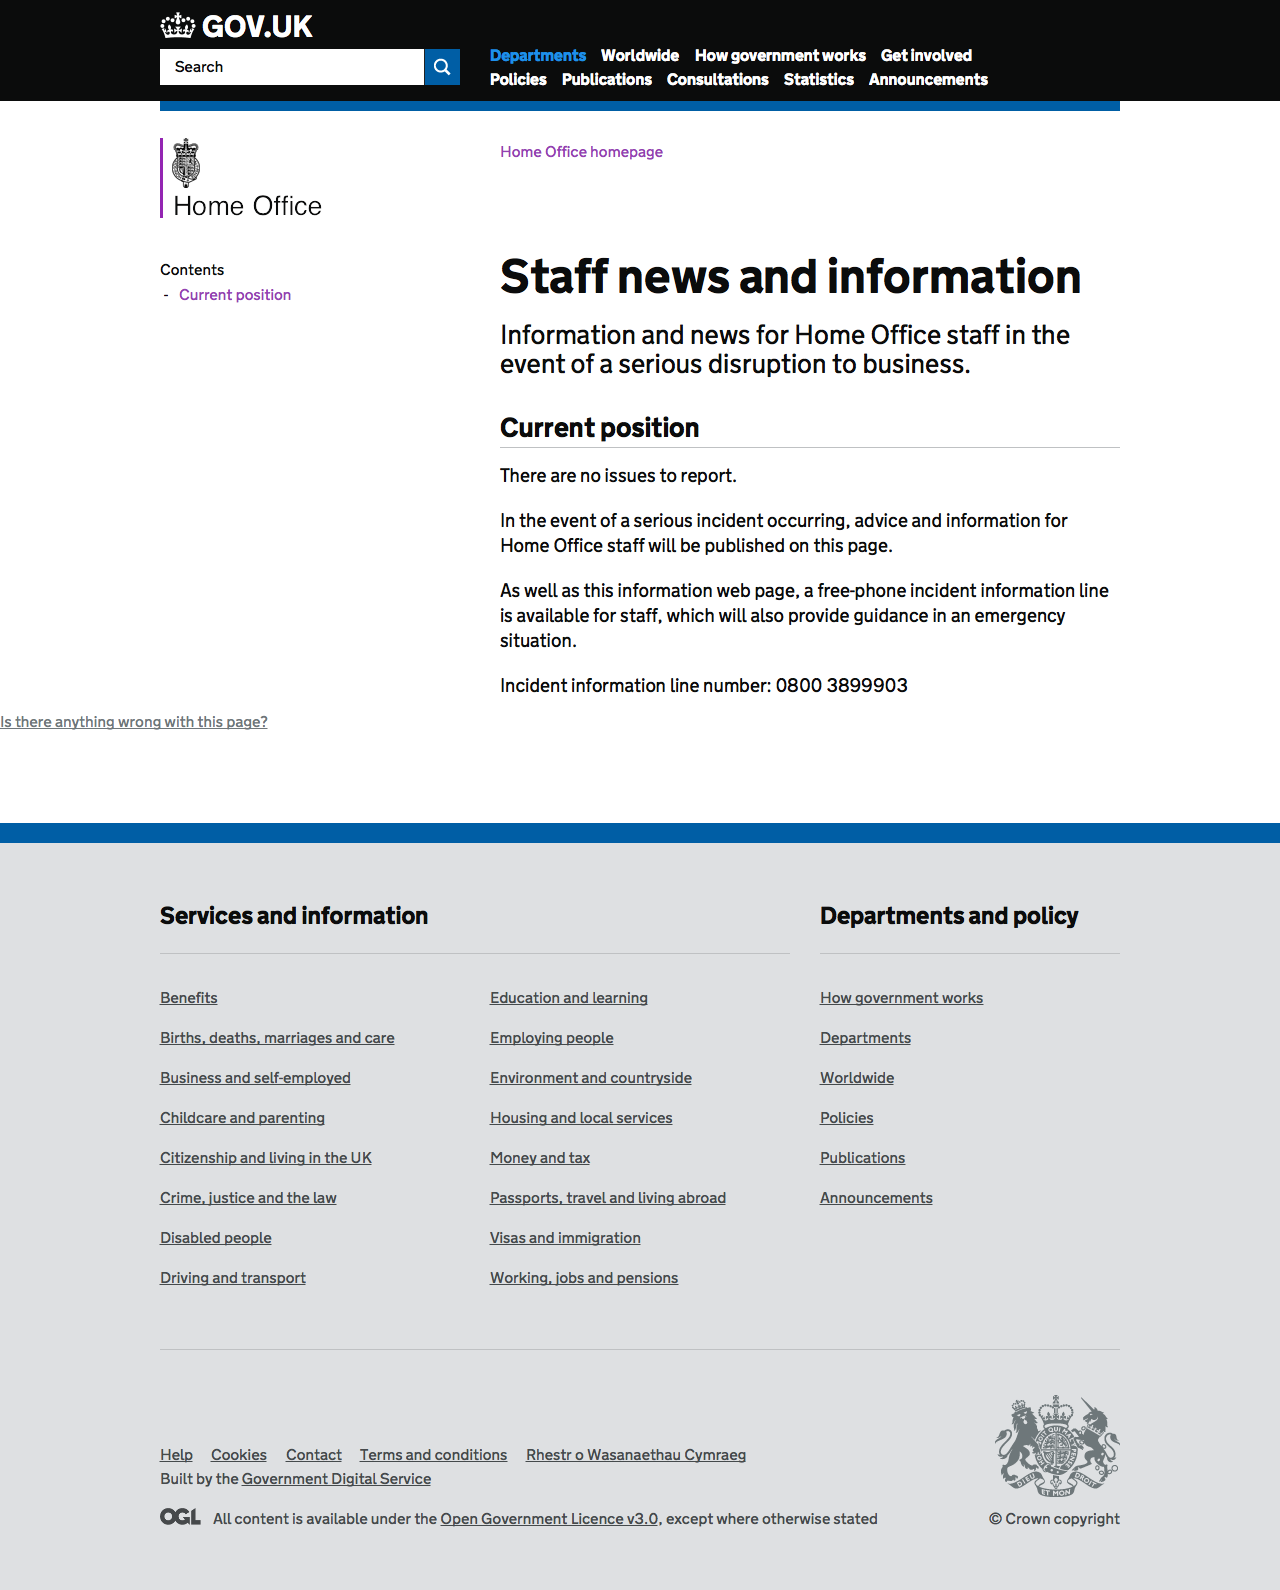 GOV.UK
Search
Departments Worldwide How government works Get involved
Policies Publications Consultations Statistics Announcements
Home Office
Home Office homepage
Contents
- Current position
Staff news and information
Information and news for Home Office staff in the
event of a serious disruption to business.
Current position
There are no issues to report.
In the event of a serious incident occurring, advice and information for
Home Office staff will be published on this page.
As well as this information web page, a free-phone incident information line
is available for staff, which will also provide guidance in an emergency
situation.
Incident information line number: 0800 3899903
Is there anything wrong with this page?
Services and information
Benefits
Births, deaths, marriages and care
Business and self-employed
Childcare and parenting
Citizenship and living in the UK
Crime, justice and the law
Disabled people
Driving and transport
Education and learning
Employing people
Environment and countryside
Housing and local services
Money and tax
Passports, travel and living abroad
Visas and immigration
Working, jobs and pensions
Departments and policy
How government works
Departments
Worldwide
Policies
Publications
Announcements
Help Cookies Contact Terms and conditions Rhestr o Wasanaethau Cymraeg
Built by the Government Digital Service
OGL All content is available under the Open Government Licence v3.0, except where otherwise stated
DIEU ET MON DROIT
© Crown copyright